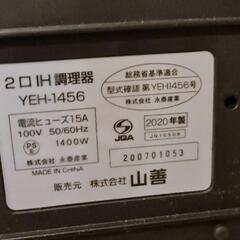 2口IH調理器
YEH-1456
総務省基準適合
型式確認 第YEH1456号
株式会社 永泰産業
電流ヒューズ15A
100V 50/60Hz
1400W
PS
E
株式会社 永泰産業
MADE IN CHINA
JQA
2020年製
JQ1050B
200701053
販売元 株式会社 山善